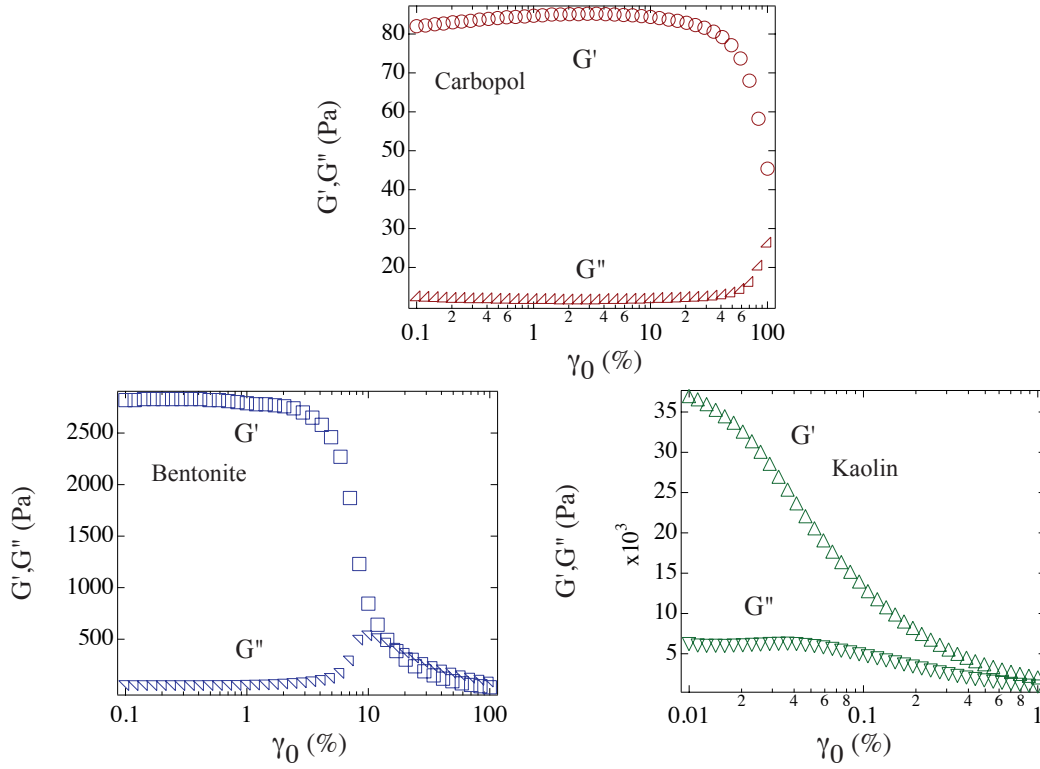 80
70
60
50
40
30
20
G',G'' (Pa)
Carbopol
G'
G''
0.1 2 4 6 1 2 4 6 10 2 4 6 100
γ0 (%)
2500
2000
1500
1000
500
G',G'' (Pa)
G'
Bentonite
G''
0.1 1 10 100
γ0 (%)
35
30
25
20
15
10
5
G',G'' (Pa)
x10³
G'
Kaolin
G''
0.01 2 4 6 8 0.1 2 4 6 8 1
γ0 (%)